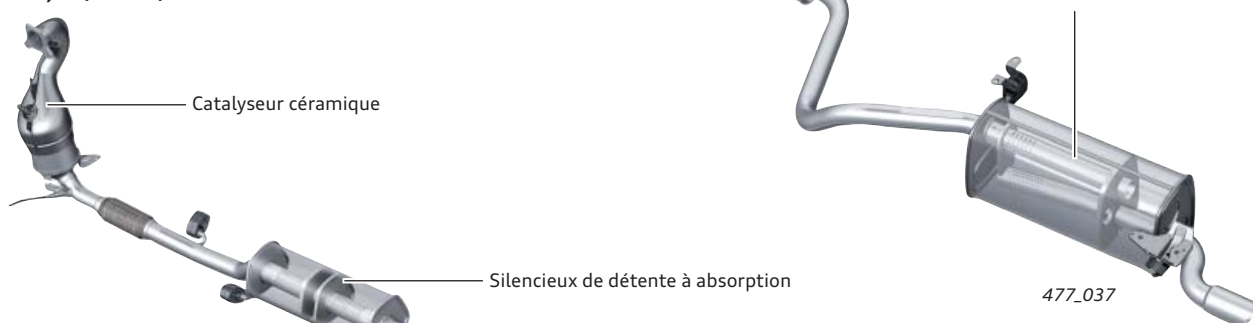 Catalyseur céramique
Silencieux de détente à absorption
477_037